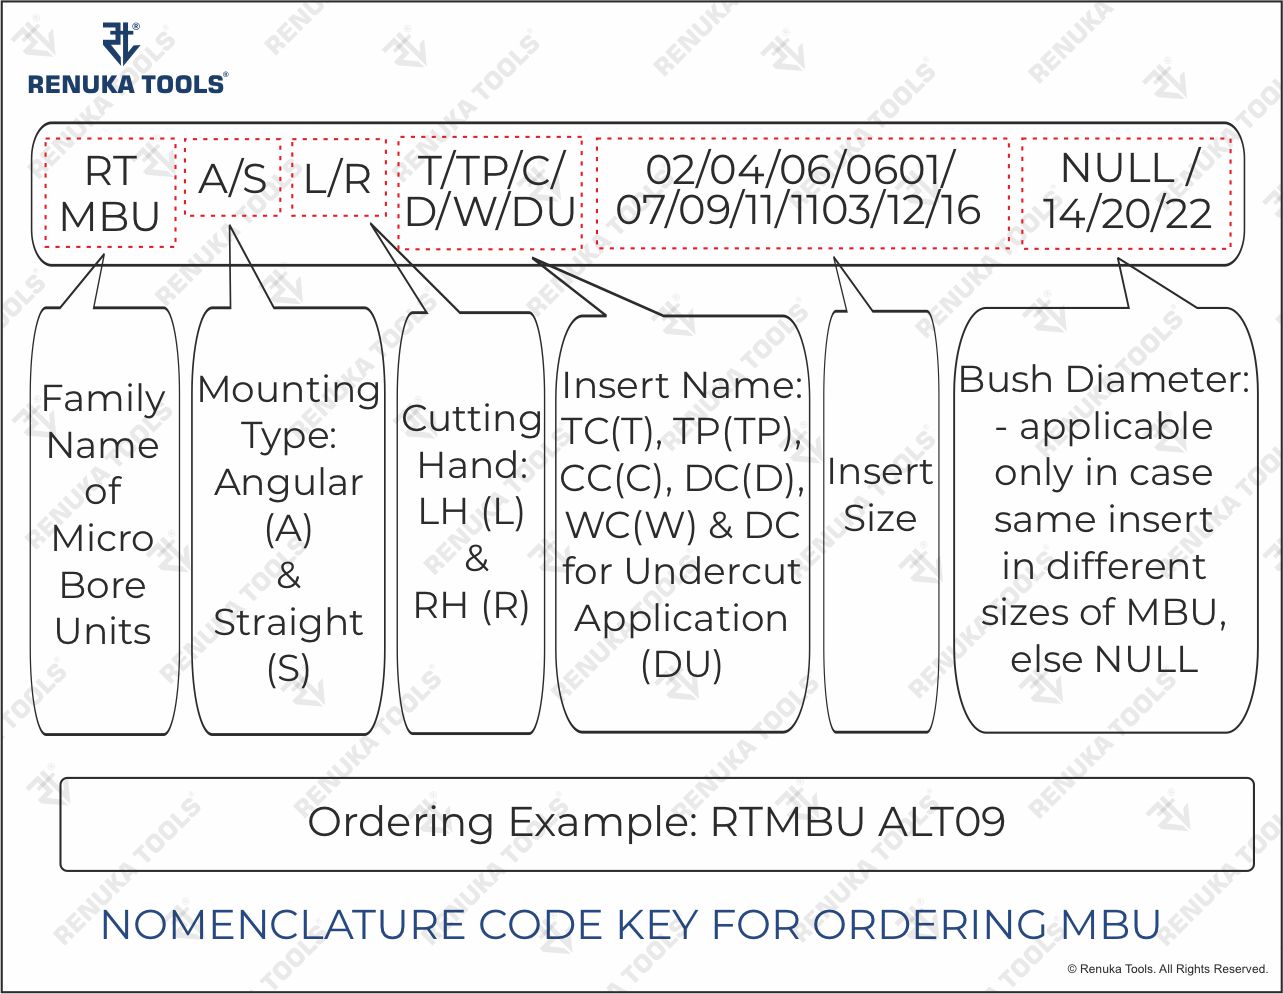 RENUKA TOOLS®
RT
MBU
A/S
L/R
T/TP/C/
D/W/DU
02/04/06/0601/
07/09/11/1103/12/16
NULL /
14/20/22
Family
Name
of
Micro
Bore
Units
Mounting
Type:
Angular
(A)
&
Straight
(S)
Cutting
Hand:
LH (L)
&
RH (R)
Insert Name:
TC(T), TP(TP),
CC(C), DC(D),
WC(W) & DC
for Undercut
Application
(DU)
Insert
Size
Bush Diameter:
- applicable
only in case
same insert
in different
sizes of MBU,
else NULL
Ordering Example: RTMBU ALT09
NOMENCLATURE CODE KEY FOR ORDERING MBU
© Renuka Tools. All Rights Reserved.